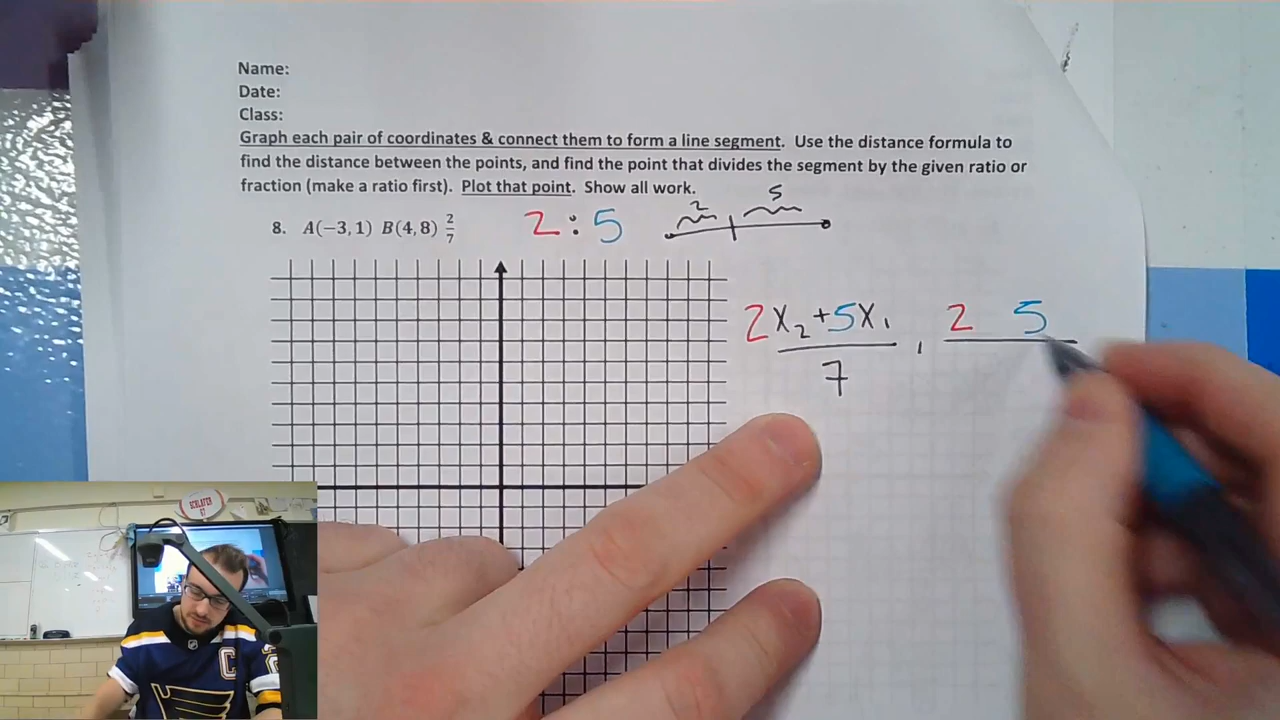 Name:
Date:
Class:
Graph each pair of coordinates & connect them to form a line segment. Use the distance formula to
find the distance between the points, and find the point that divides the segment by the given ratio or
fraction (make a ratio first). Plot that point. Show all work.
8. A(−3, 1) B(4, 8) 2/7
2 : 5
2 5
2x₂ + 5x₁ , 2 5
7
SCHLATER
67
C